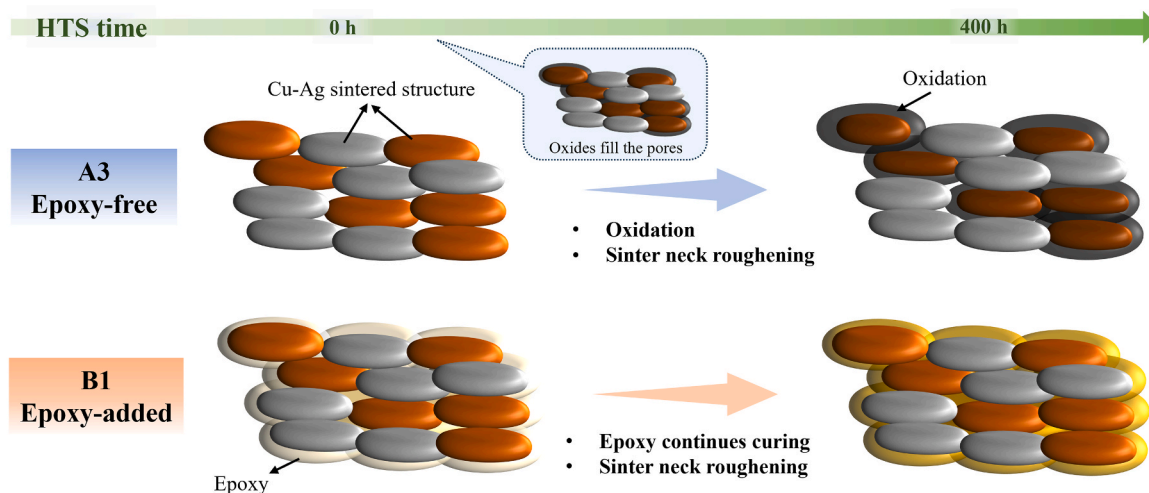 HTS time
0 h
400 h
Cu-Ag sintered structure
Oxides fill the pores
Oxidation
A3
Epoxy-free
• Oxidation
• Sinter neck roughening
B1
Epoxy-added
• Epoxy continues curing
• Sinter neck roughening
Epoxy